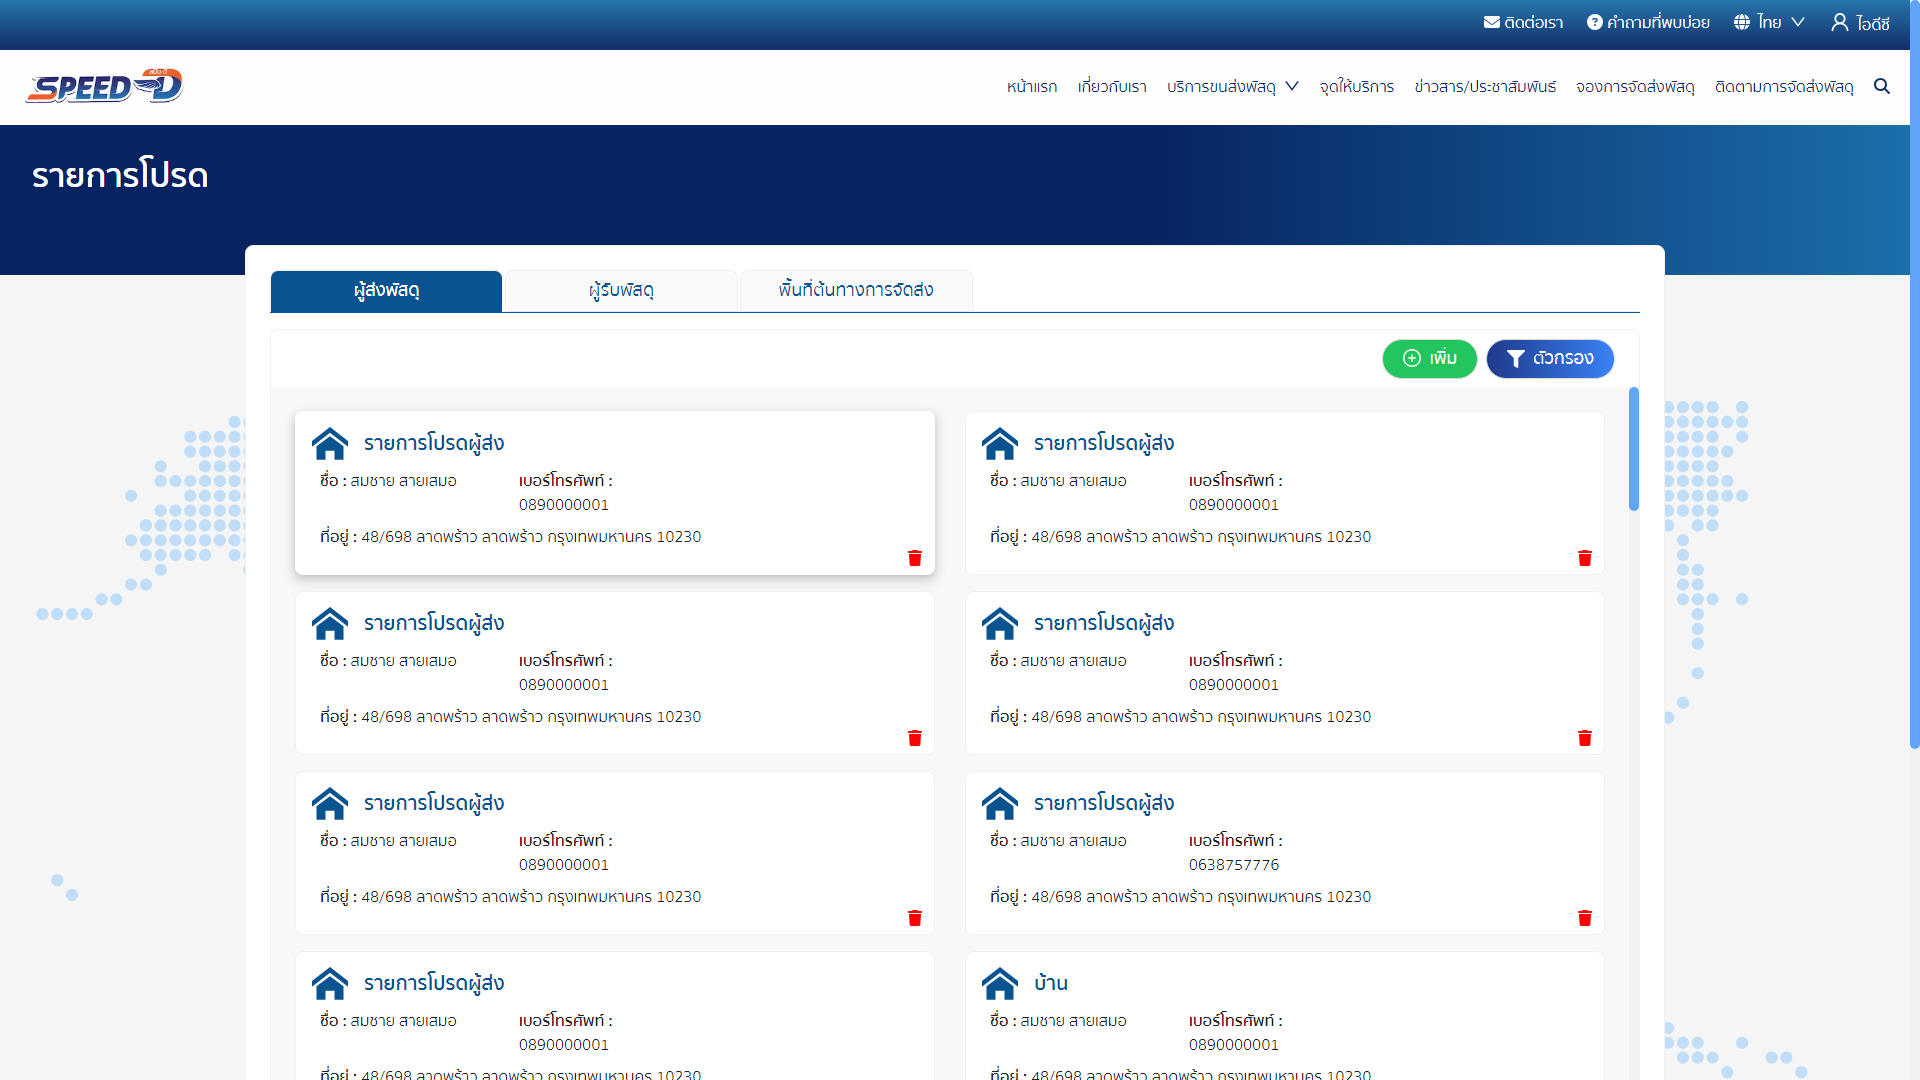 ติดต่อเรา คำถามที่พบบ่อย ไทย ไอดีซี
สปีด-ดี
SPEED-D
หน้าแรก เกี่ยวกับเรา บริการขนส่งพัสดุ จุดให้บริการ ข่าวสาร/ประชาสัมพันธ์ จองการจัดส่งพัสดุ ติดตามการจัดส่งพัสดุ
รายการโปรด
ผู้ส่งพัสดุ ผู้รับพัสดุ พื้นที่ต้นทางการจัดส่ง
เพิ่ม ตัวกรอง
รายการโปรดผู้ส่ง
ชื่อ : สมชาย สายเสมอ เบอร์โทรศัพท์ :
0890000001
ที่อยู่ : 48/698 ลาดพร้าว ลาดพร้าว กรุงเทพมหานคร 10230
รายการโปรดผู้ส่ง
ชื่อ : สมชาย สายเสมอ เบอร์โทรศัพท์ :
0890000001
ที่อยู่ : 48/698 ลาดพร้าว ลาดพร้าว กรุงเทพมหานคร 10230
รายการโปรดผู้ส่ง
ชื่อ : สมชาย สายเสมอ เบอร์โทรศัพท์ :
0890000001
ที่อยู่ : 48/698 ลาดพร้าว ลาดพร้าว กรุงเทพมหานคร 10230
รายการโปรดผู้ส่ง
ชื่อ : สมชาย สายเสมอ เบอร์โทรศัพท์ :
0890000001
ที่อยู่ : 48/698 ลาดพร้าว ลาดพร้าว กรุงเทพมหานคร 10230
รายการโปรดผู้ส่ง
ชื่อ : สมชาย สายเสมอ เบอร์โทรศัพท์ :
0890000001
ที่อยู่ : 48/698 ลาดพร้าว ลาดพร้าว กรุงเทพมหานคร 10230
รายการโปรดผู้ส่ง
ชื่อ : สมชาย สายเสมอ เบอร์โทรศัพท์ :
0638757776
ที่อยู่ : 48/698 ลาดพร้าว ลาดพร้าว กรุงเทพมหานคร 10230
รายการโปรดผู้ส่ง
ชื่อ : สมชาย สายเสมอ เบอร์โทรศัพท์ :
0890000001
ที่อยู่ : 48/698 ลาดพร้าว ลาดพร้าว กรุงเทพมหานคร 10230
บ้าน
ชื่อ : สมชาย สายเสมอ เบอร์โทรศัพท์ :
0890000001
ที่อยู่ : 48/698 ลาดพร้าว ลาดพร้าว กรุงเทพมหานคร 10230